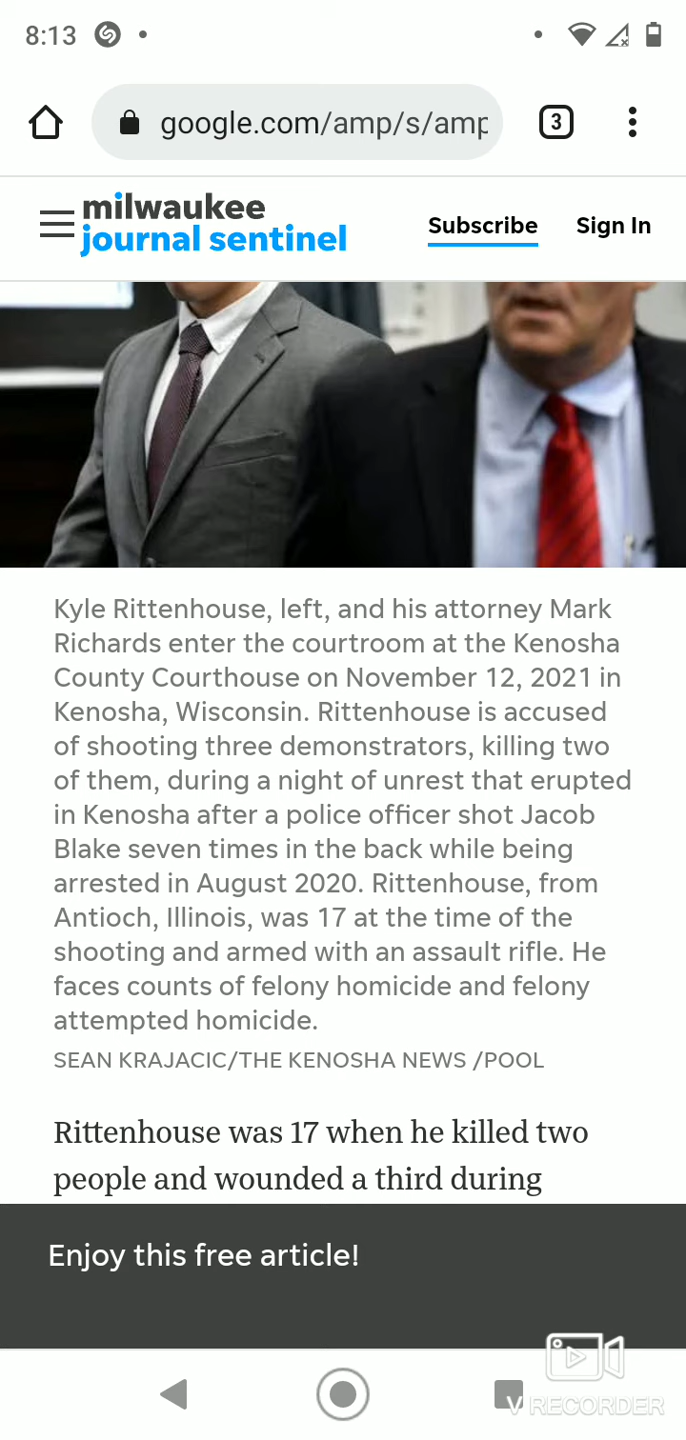 8:13
google.com/amp/s/amp
3
milwaukee
journal sentinel
Subscribe
Sign In
Kyle Rittenhouse, left, and his attorney Mark
Richards enter the courtroom at the Kenosha
County Courthouse on November 12, 2021 in
Kenosha, Wisconsin. Rittenhouse is accused
of shooting three demonstrators, killing two
of them, during a night of unrest that erupted
in Kenosha after a police officer shot Jacob
Blake seven times in the back while being
arrested in August 2020. Rittenhouse, from
Antioch, Illinois, was 17 at the time of the
shooting and armed with an assault rifle. He
faces counts of felony homicide and felony
attempted homicide.
SEAN KRAJACIC/THE KENOSHA NEWS /POOL
Rittenhouse was 17 when he killed two
people and wounded a third during
Enjoy this free article!
V RECORDER